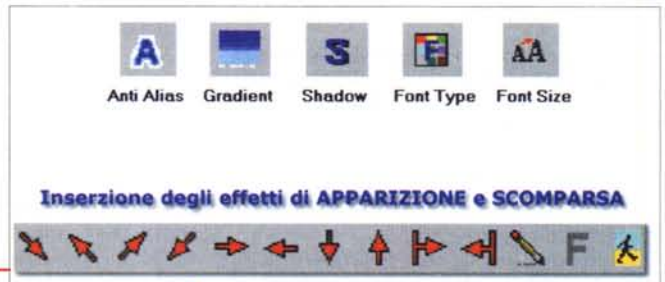 Anti Alias Gradient Shadow Font Type Font Size
Inserzione degli effetti di APPARIZIONE e SCOMPARSA